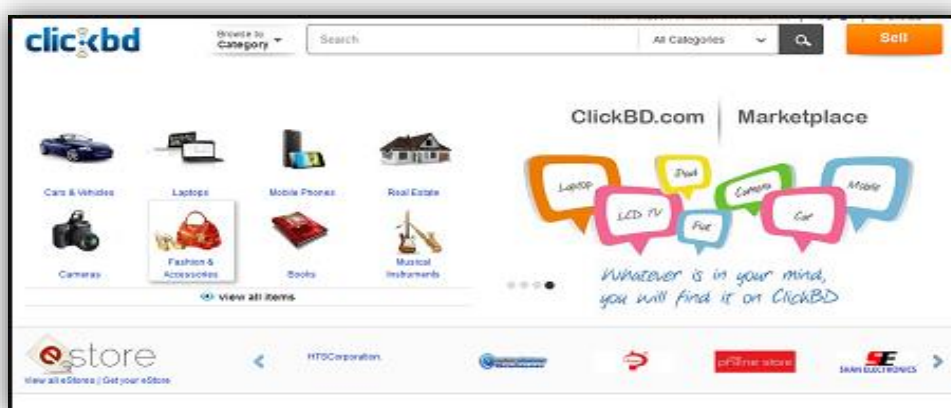 clickbd
Browse by
Category
Search
All Categories
Sell
ClickBD.com | Marketplace
Cars & Vehicles
Laptops
Mobile Phones
Real Estate
Cameras
Fashion &
Accessories
Books
Musical
Instruments
view all items
Laptop
LCD TV
iPad
Flat
Camera
Car
Mobile
Whatever is in your mind,
you will find it on ClickBD
estore
View all eStores | Get your eStore
HTSCorporation.
online store
SE